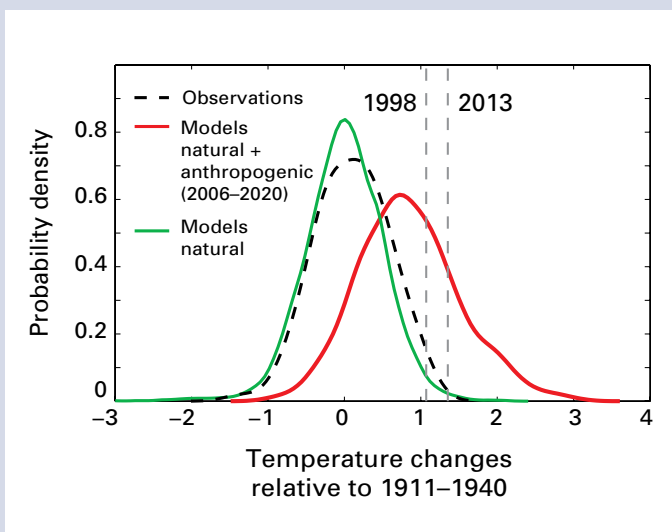 1998
2013
Observations
Models
natural +
anthropogenic
(2006–2020)
Models
natural
Probability density
0.8
0.6
0.4
0.2
0
–3 –2 –1 0 1 2 3 4
Temperature changes
relative to 1911–1940